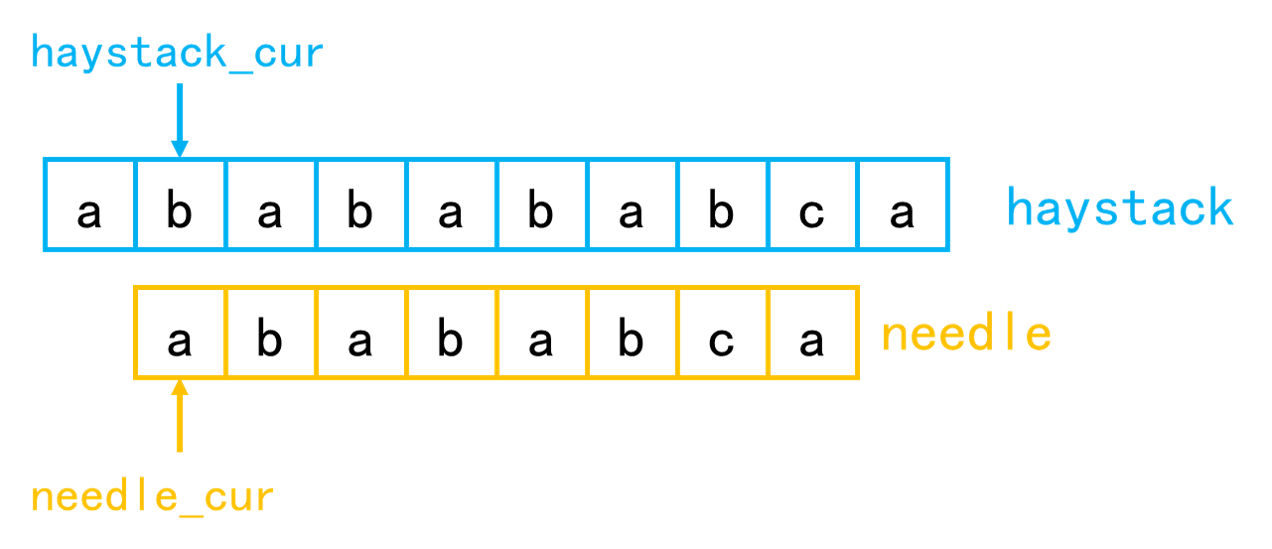 haystack_cur
a b a b a b a b c a haystack
a b a b a b c a needle
needle_cur